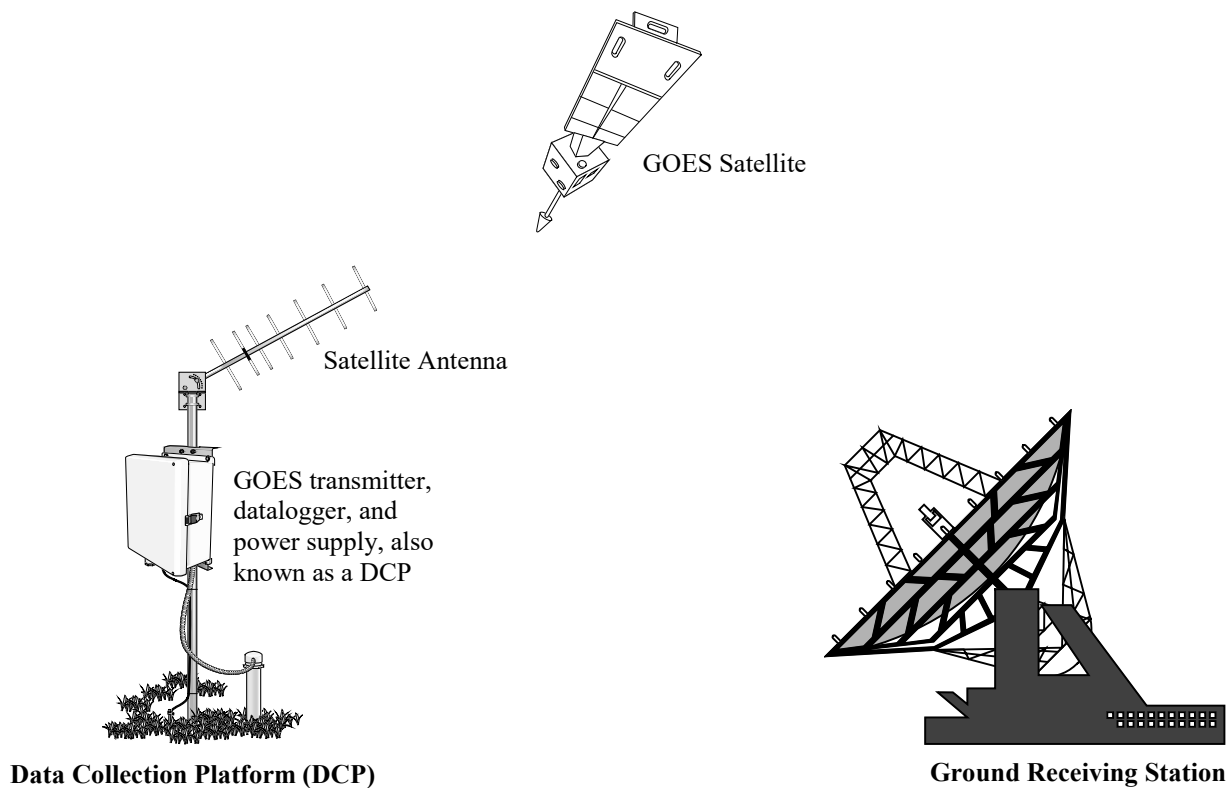 GOES Satellite
Satellite Antenna
GOES transmitter,
datalogger, and
power supply, also
known as a DCP
Data Collection Platform (DCP)
Ground Receiving Station